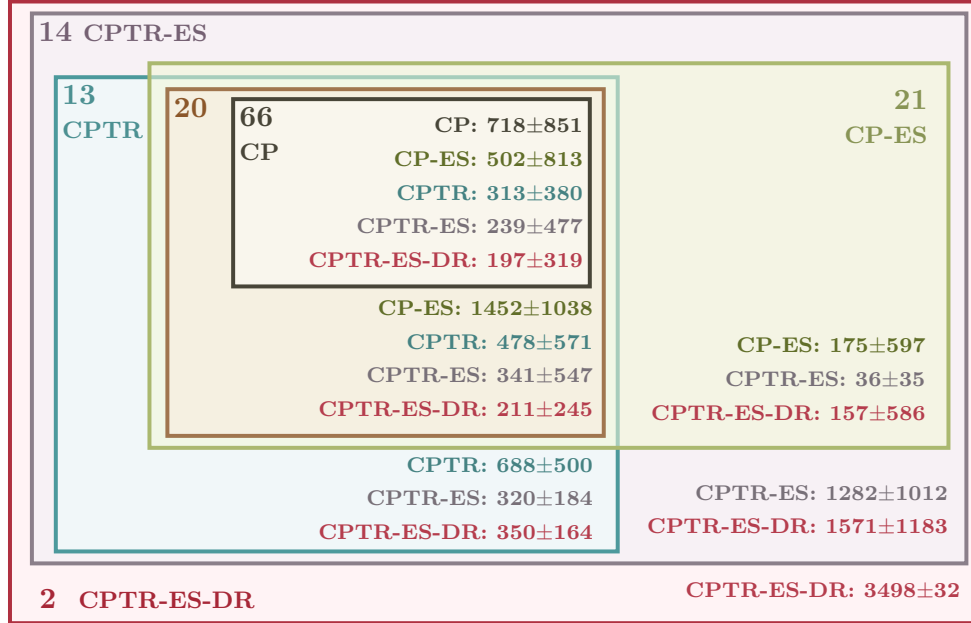 14 CPTR-ES
13
CPTR
20
66
CP
CP: 718±851
CP-ES: 502±813
CPTR: 313±380
CPTR-ES: 239±477
CPTR-ES-DR: 197±319
21
CP-ES
CP-ES: 1452±1038
CPTR: 478±571
CPTR-ES: 341±547
CPTR-ES-DR: 211±245
CP-ES: 175±597
CPTR-ES: 36±35
CPTR-ES-DR: 157±586
CPTR: 688±500
CPTR-ES: 320±184
CPTR-ES-DR: 350±164
CPTR-ES: 1282±1012
CPTR-ES-DR: 1571±1183
2 CPTR-ES-DR
CPTR-ES-DR: 3498±32